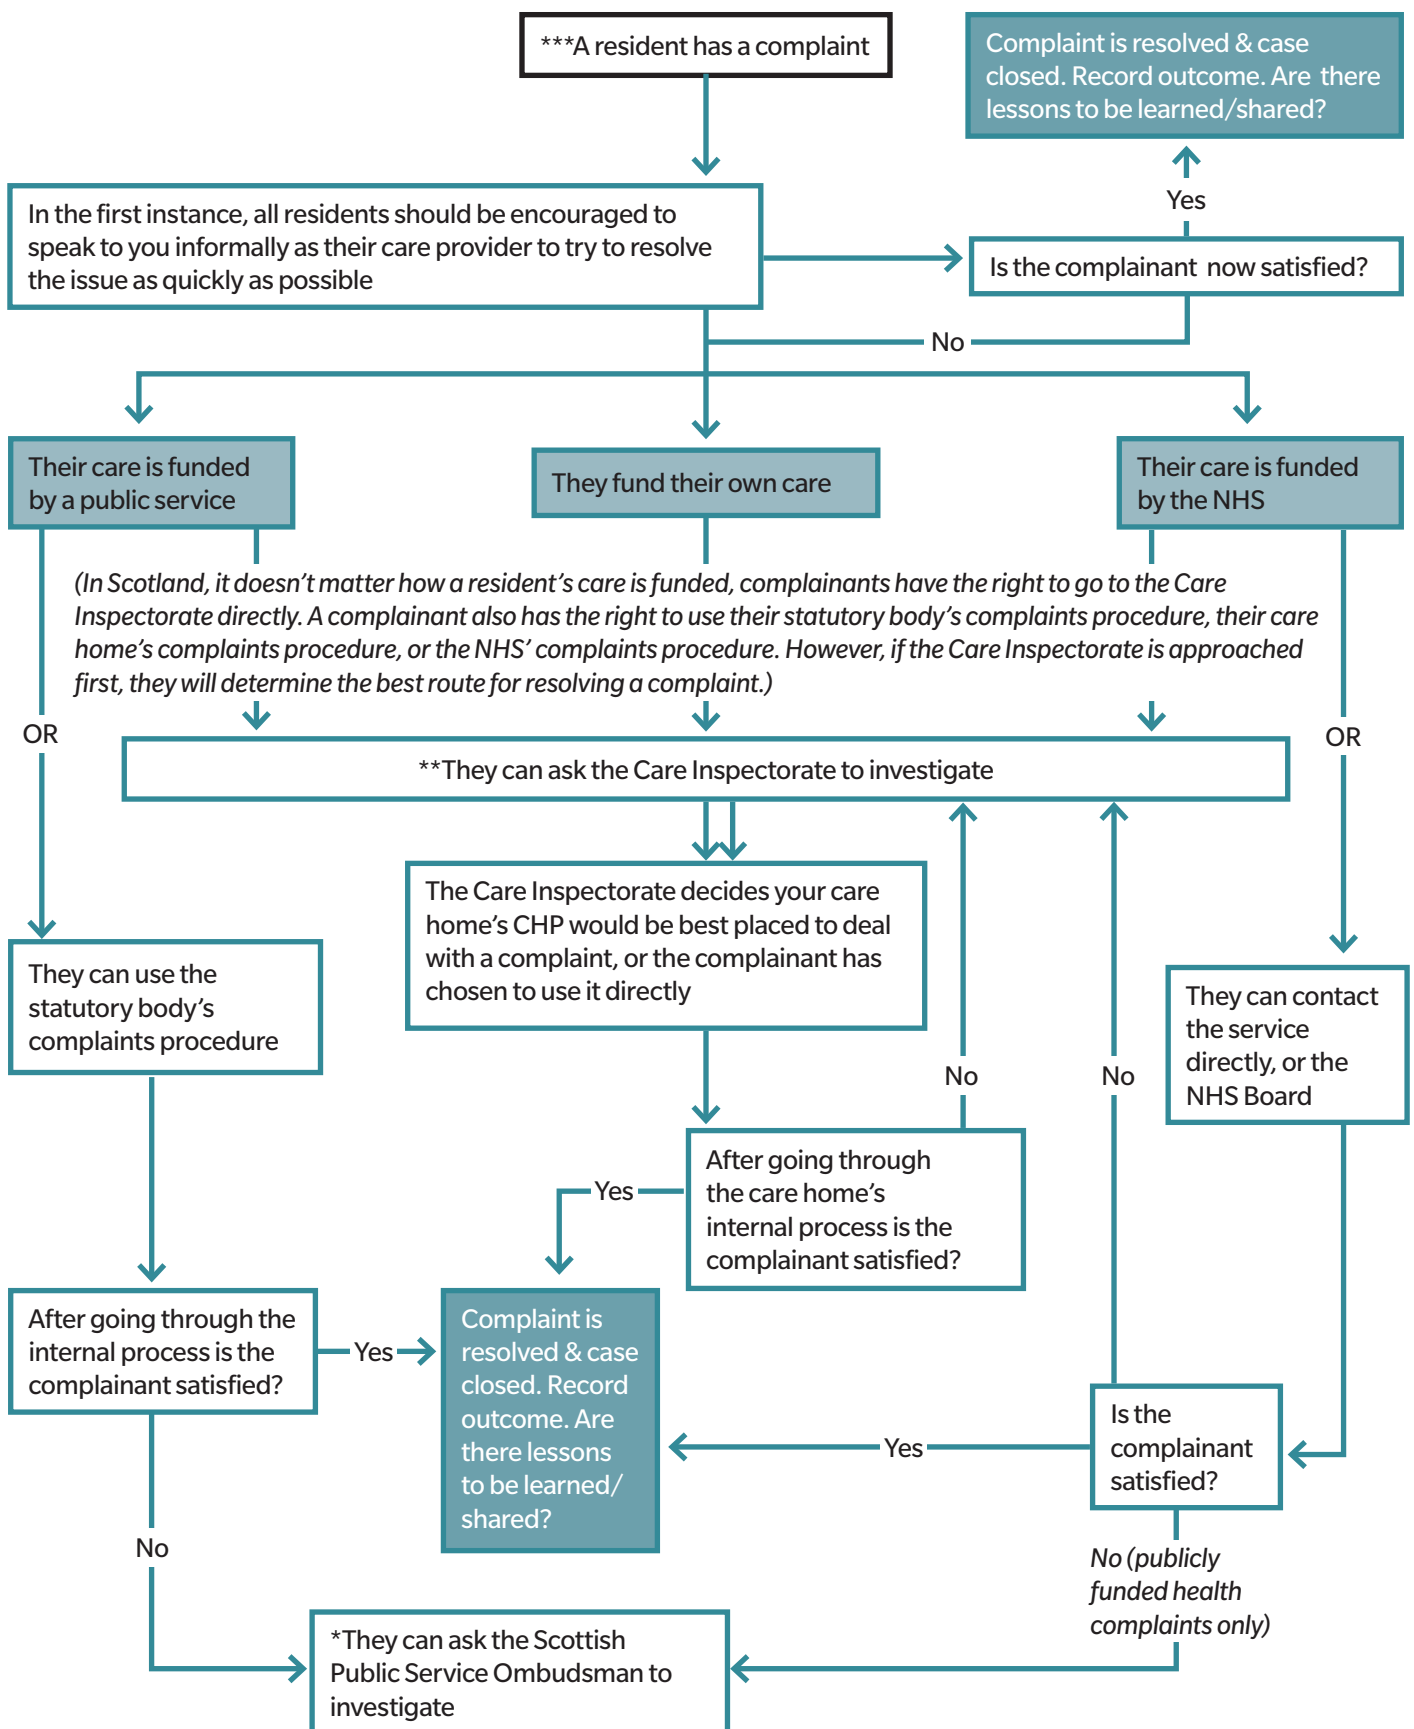 ***A resident has a complaint
Complaint is resolved & case
closed. Record outcome. Are there
lessons to be learned/shared?
Yes
In the first instance, all residents should be encouraged to
speak to you informally as their care provider to try to resolve
the issue as quickly as possible
Is the complainant now satisfied?
No
Their care is funded
by a public service
They fund their own care
Their care is funded
by the NHS
(In Scotland, it doesn't matter how a resident's care is funded, complainants have the right to go to the Care
Inspectorate directly. A complainant also has the right to use their statutory body's complaints procedure, their care
home's complaints procedure, or the NHS' complaints procedure. However, if the Care Inspectorate is approached
first, they will determine the best route for resolving a complaint.)
OR
OR
**They can ask the Care Inspectorate to investigate
The Care Inspectorate decides your care
home's CHP would be best placed to deal
with a complaint, or the complainant has
chosen to use it directly
They can use the
statutory body's
complaints procedure
They can contact
the service
directly, or the
NHS Board
No
No
After going through
the care home's
internal process is the
complainant satisfied?
Yes
After going through the
internal process is the
complainant satisfied?
Yes
Complaint is
resolved & case
closed. Record
outcome. Are
there lessons
to be learned/
shared?
Yes
Is the
complainant
satisfied?
No
No (publicly
funded health
complaints only)
*They can ask the Scottish
Public Service Ombudsman to
investigate